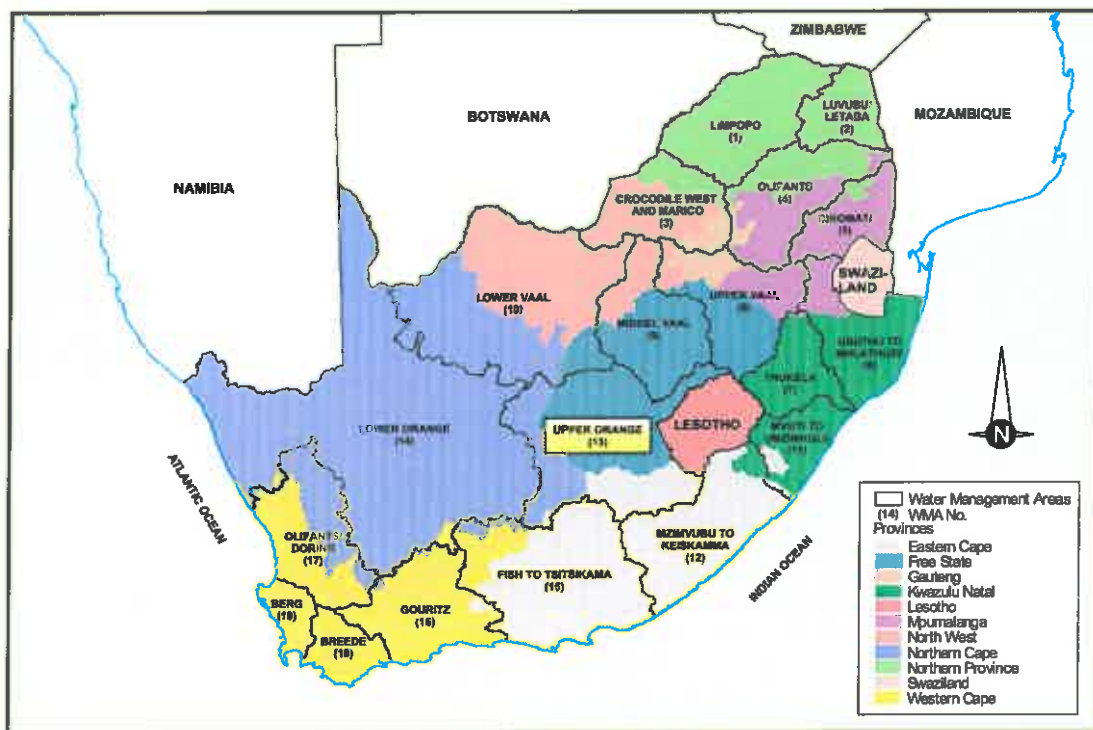 ZIMBABWE
BOTSWANA
MOZAMBIQUE
NAMIBIA
LIMPOPO
(1)
LUVUBU/
LETABA
(2)
CROCODILE WEST
AND MARICO
(3)
OLIFANTS
(4)
SWAZI-
LAND
LOWER VAAL
(10)
UPPER VAAL
MIDDEL VAAL
THUKELA
LESOTHO
UPPER ORANGE
(13)
LOWER ORANGE
(14)
ATLANTIC OCEAN
INDIAN OCEAN
OLIFANTS/
DORING
(17)
MZIMVUBU TO
KEISKAMMA
(12)
FISH TO TSITSIKAMA
(15)
GOURITZ
(16)
BERG
(19)
BREEDE
(18)
N
Water Management Areas
(14) WMA No.
Provinces
Eastern Cape
Free State
Gauteng
Kwazulu Natal
Lesotho
Mpumalanga
North West
Northern Cape
Northern Province
Swaziland
Western Cape